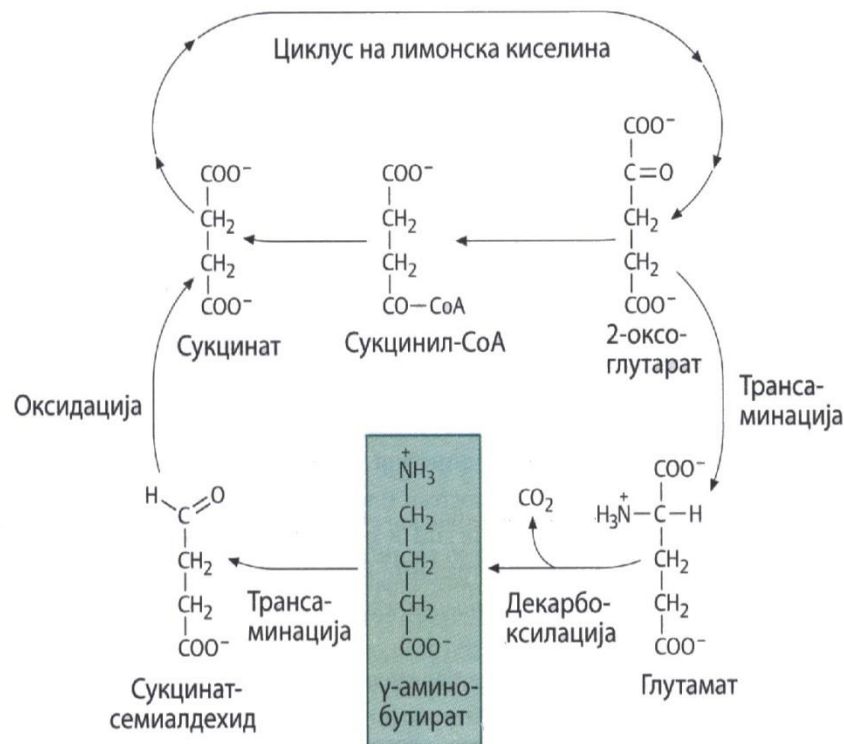 Циклус на лимонска киселина
COO⁻
C=O
CH₂
CH₂
COO⁻
2-оксо-
глутарат
COO⁻
CH₂
CH₂
CO—CoA
Сукцинил-CoA
COO⁻
CH₂
CH₂
COO⁻
Сукцинат
Оксидација
Трансa-
минација
COO⁻
H₃N⁺—C—H
CH₂
CH₂
COO⁻
Глутамат
CO₂
Декарбо-
ксилација
⁺NH₃
CH₂
CH₂
CH₂
COO⁻
γ-амино-
бутират
Транса-
минација
H
C
O
CH₂
CH₂
COO⁻
Сукцинат-
семиалдехид